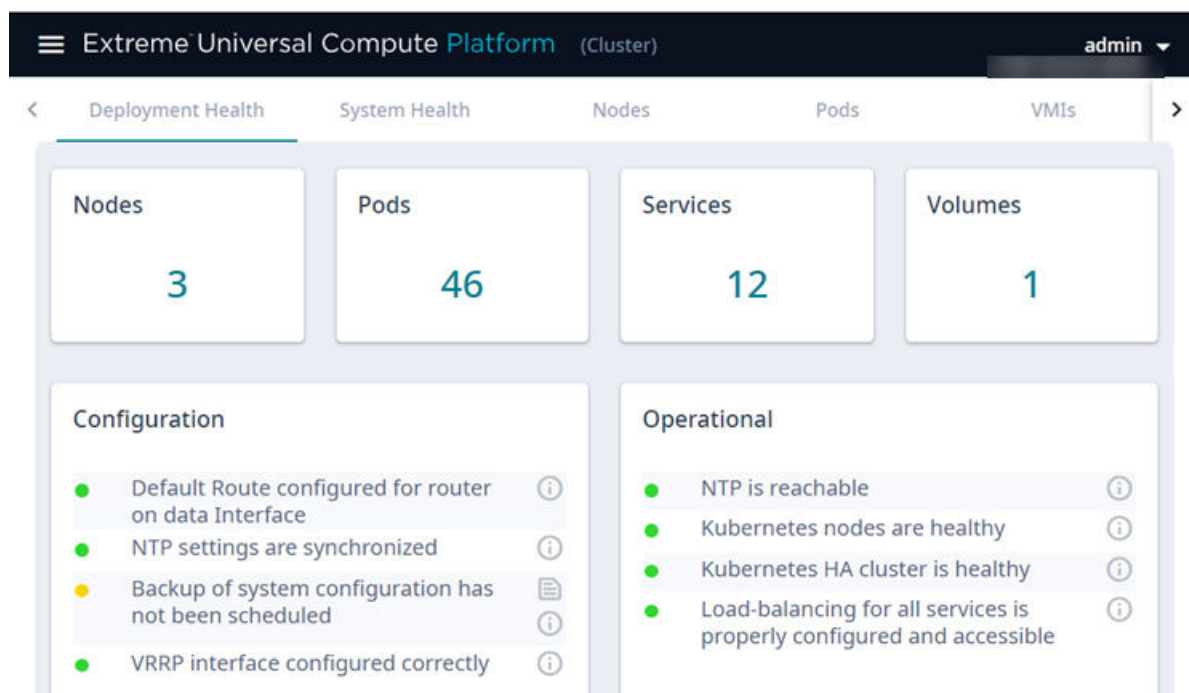 Extreme Universal Compute Platform (Cluster)
admin
Deployment Health System Health Nodes Pods VMIs
Nodes Pods Services Volumes
3 46 12 1
Configuration
Default Route configured for router
on data Interface
NTP settings are synchronized
Backup of system configuration has
not been scheduled
VRRP interface configured correctly
Operational
NTP is reachable
Kubernetes nodes are healthy
Kubernetes HA cluster is healthy
Load-balancing for all services is
properly configured and accessible